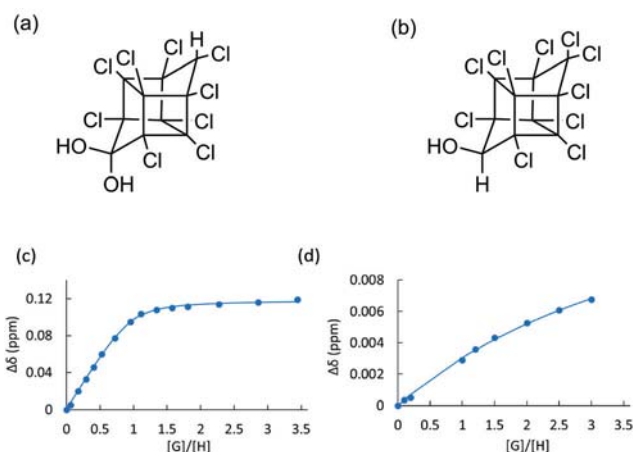 (a)
H
Cl Cl
Cl
Cl
Cl Cl
HO
Cl Cl
OH
(b)
Cl
Cl Cl
Cl
Cl
Cl Cl
HO
Cl Cl
H
(c)
0.12
0.08
0.04
0
Δδ (ppm)
0 0.5 1 1.5 2 2.5 3 3.5
[G]/[H]
(d)
0.008
0.006
0.004
0.002
0.000
Δδ (ppm)
0 0.5 1 1.5 2 2.5 3 3.5
[G]/[H]